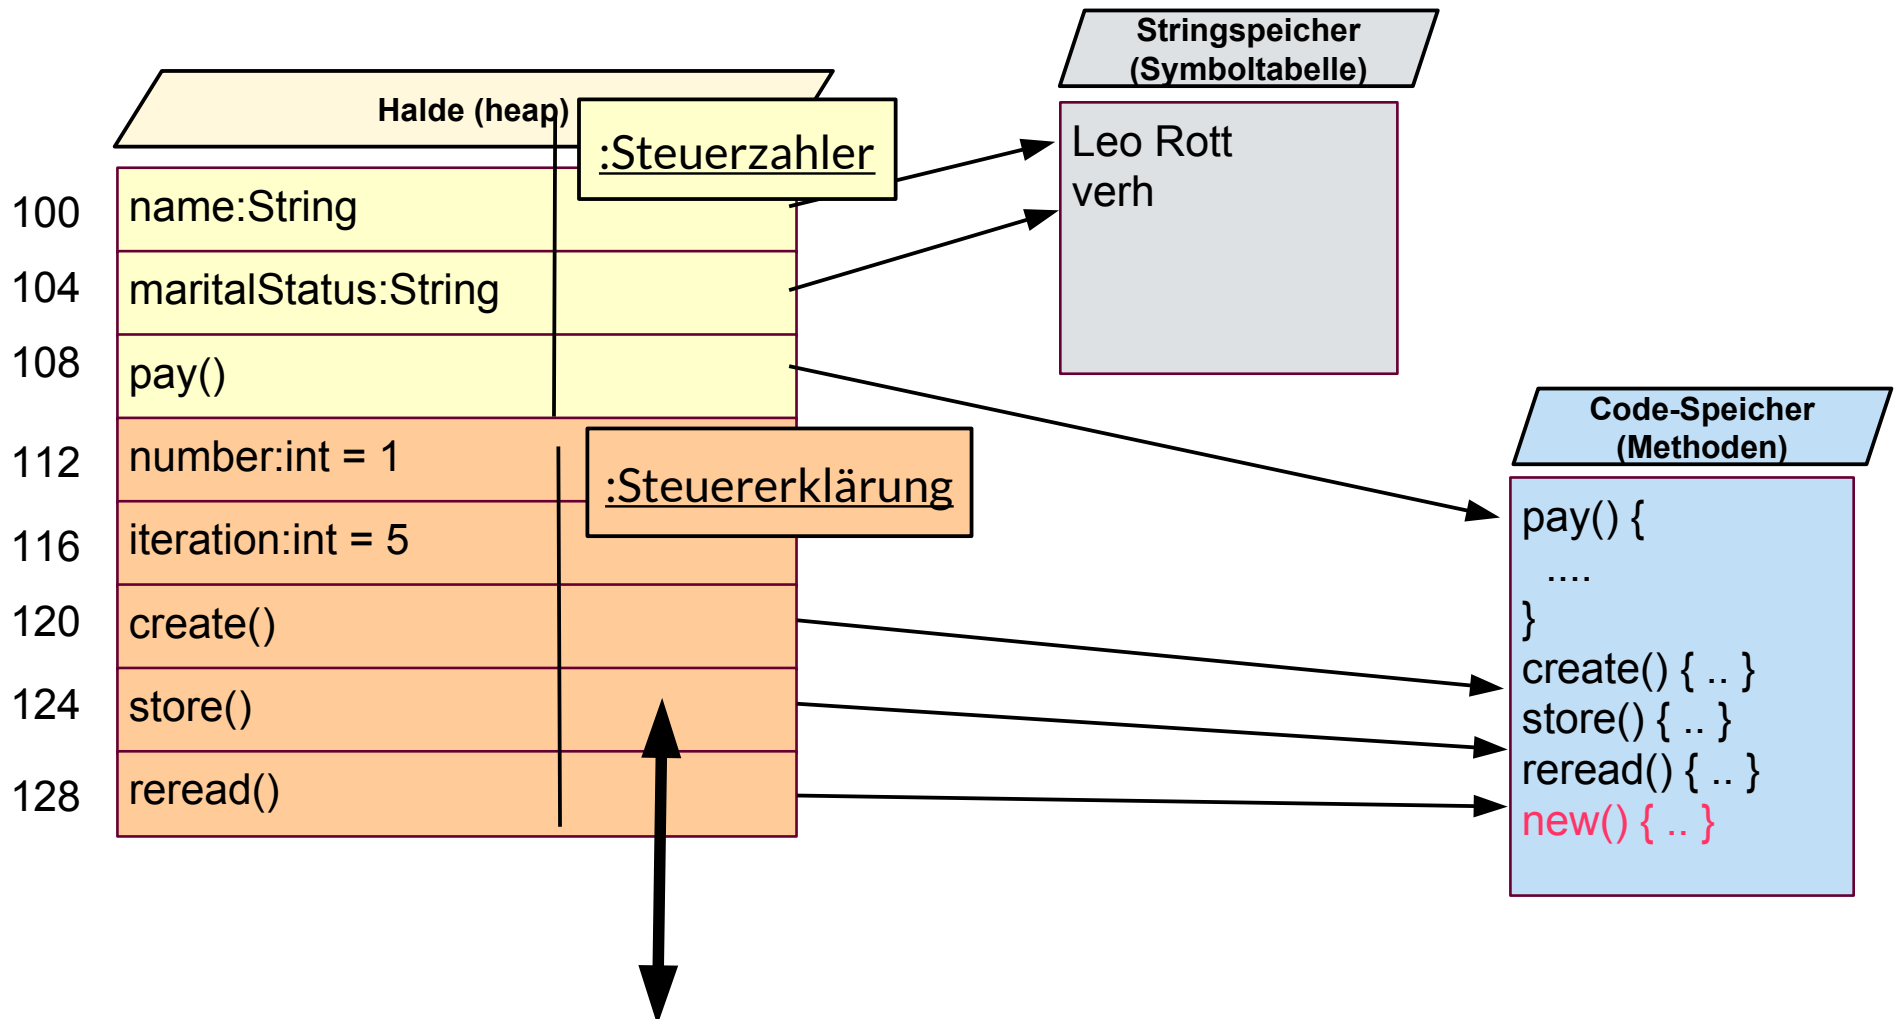 Stringspeicher
(Symboltabelle)
Halde (heap)
:Steuerzahler
Leo Rott
verh
100
name:String
104
maritalStatus:String
108
pay()
Code-Speicher
(Methoden)
112
number:int = 1
:Steuererklärung
116
iteration:int = 5
120
create()
124
store()
128
reread()
pay() {
....
}
create() { .. }
store() { .. }
reread() { .. }
new() { .. }